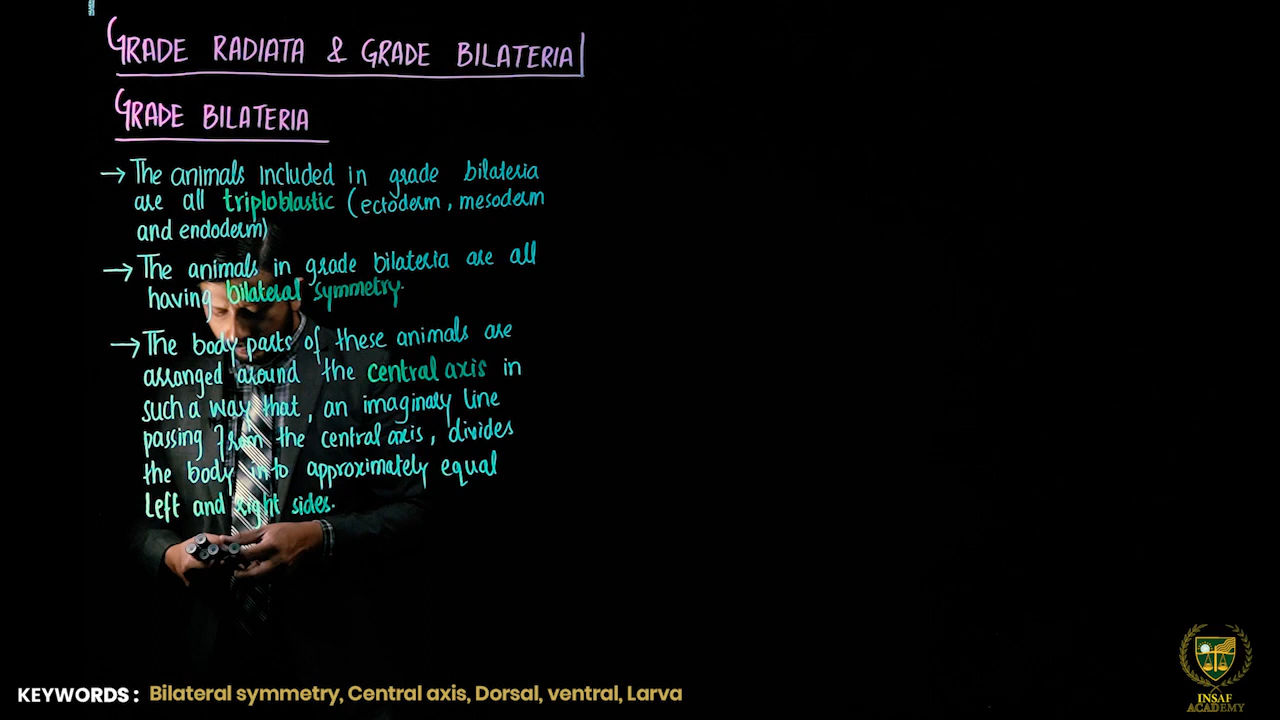 GRADE RADIATA & GRADE BILATERIA
GRADE BILATERIA
→ The animals included in grade bilateria
are all triploblastic (ectoderm, mesoderm
and endoderm)
→ The animals in grade bilateria are all
having bilateral symmetry.
→ The body parts of these animals are
arranged around the central axis in
such a way that, an imaginary line
passing from the central axis, divides
the body into approximately equal
left and right sides.
KEYWORDS: Bilateral symmetry, Central axis, Dorsal, ventral, Larva
INSAF
ACADEMY